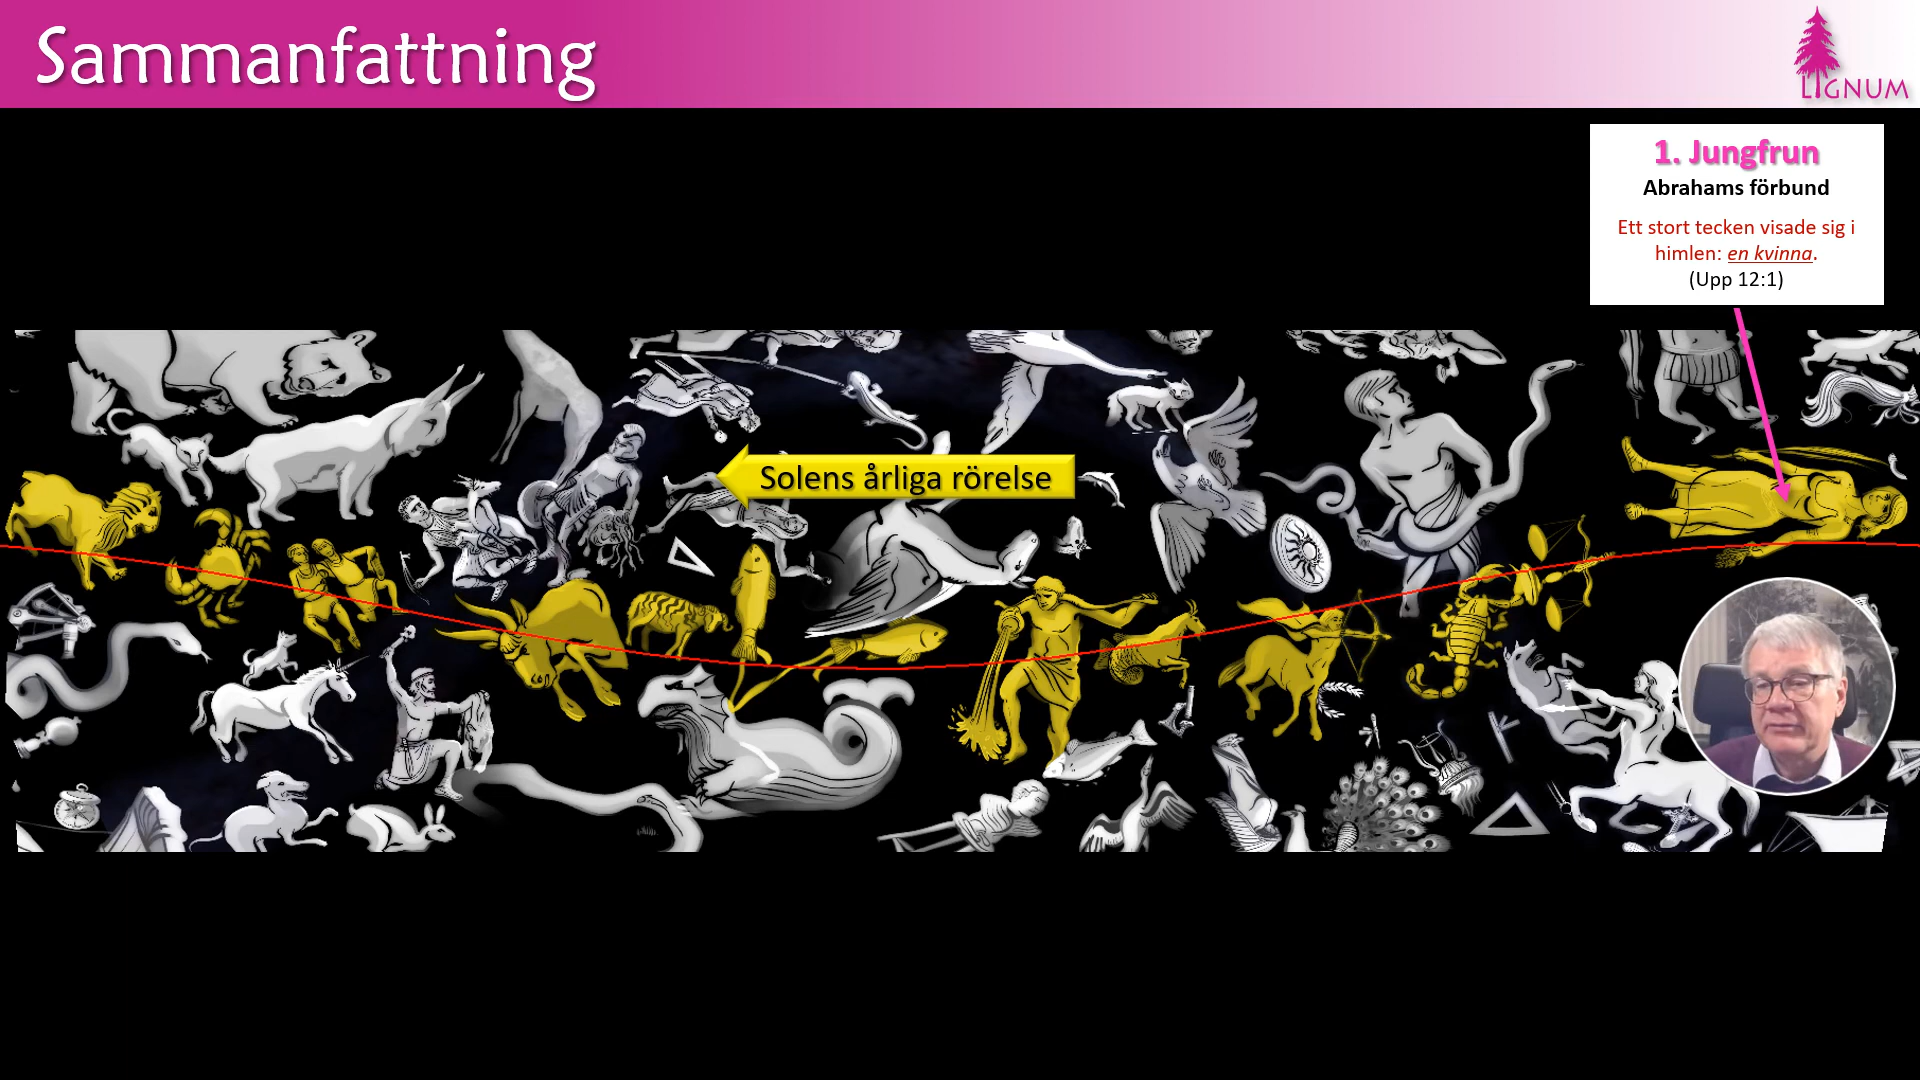 Sammanfattning
LIGNUM
1. Jungfrun
Abrahams förbund
Ett stort tecken visade sig i
himlen: en kvinna.
(Upp 12:1)
Solens årliga rörelse